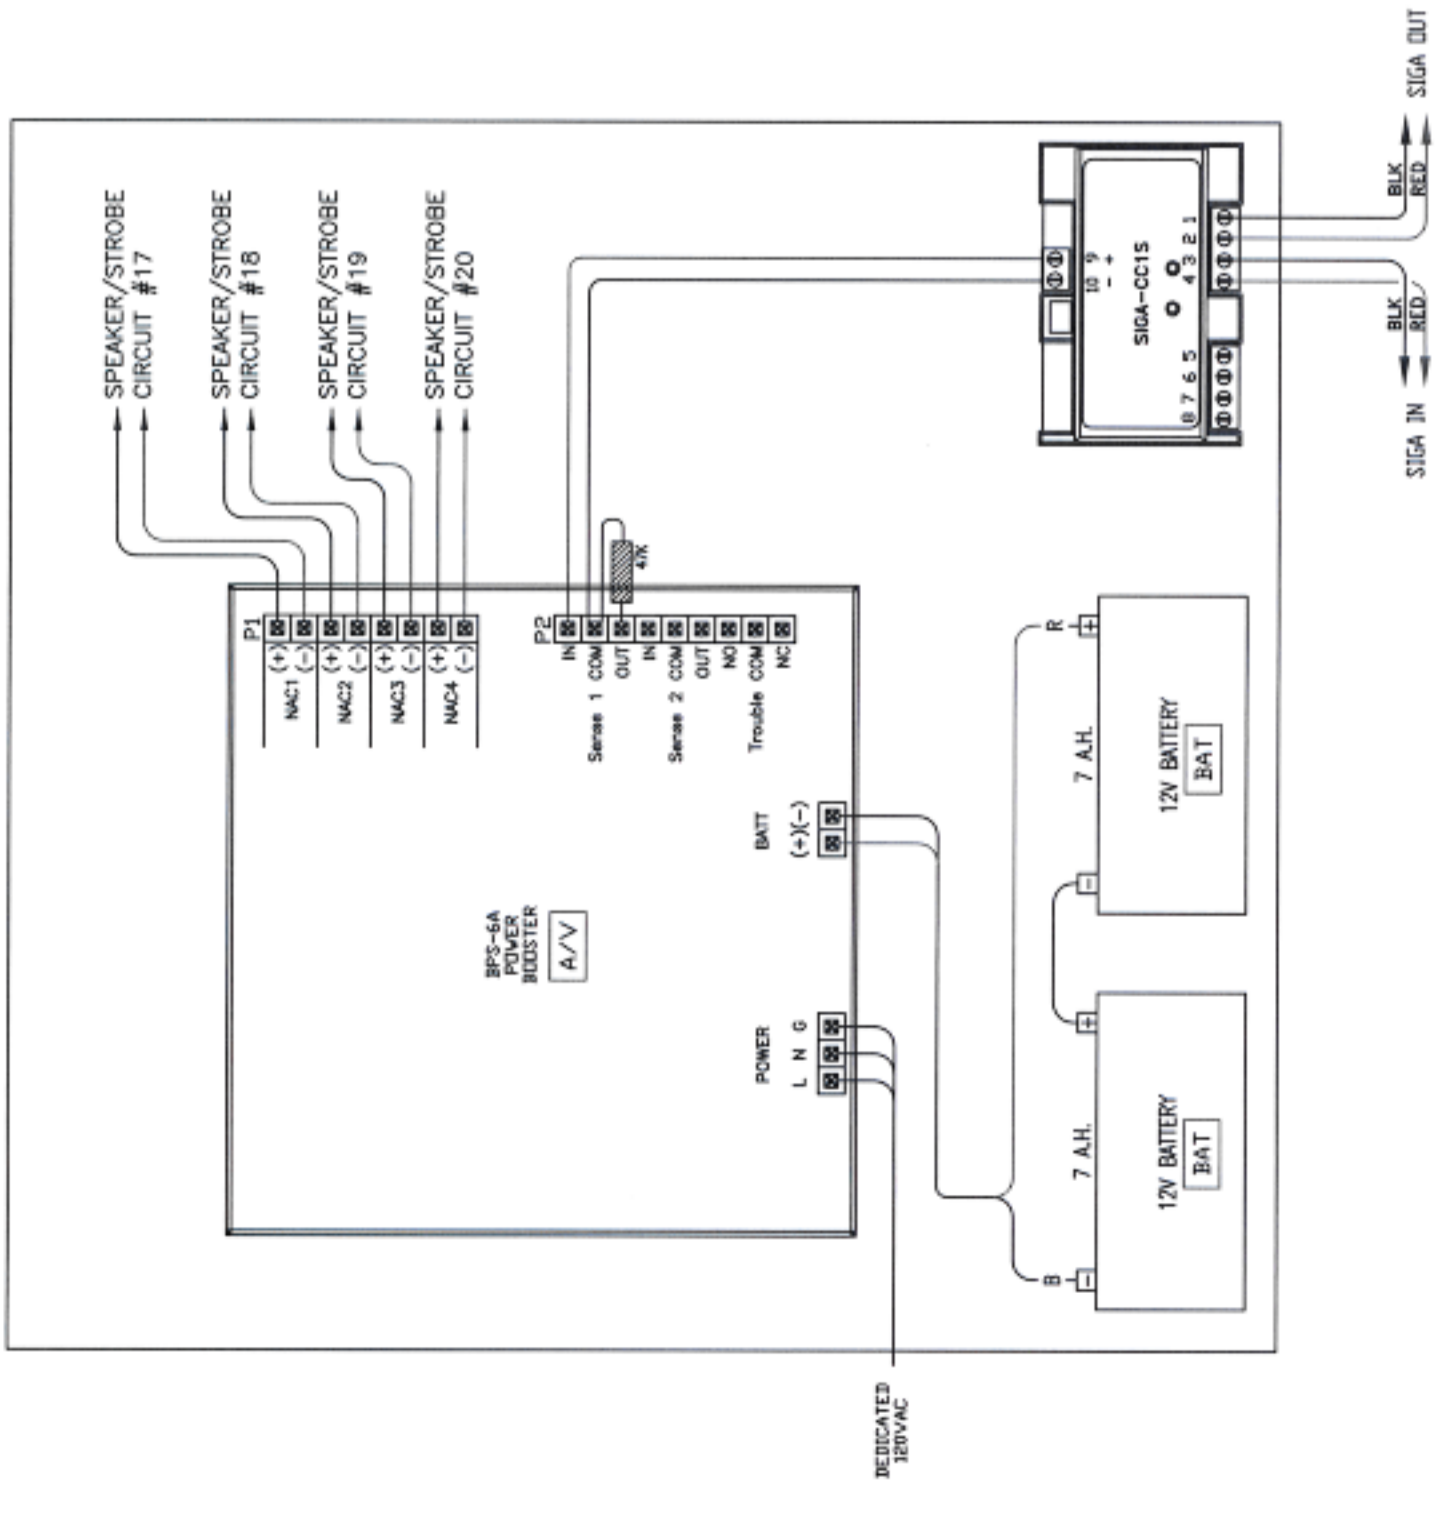 SPEAKER/STROBE
CIRCUIT #17
SPEAKER/STROBE
CIRCUIT #18
SPEAKER/STROBE
CIRCUIT #19
SPEAKER/STROBE
CIRCUIT #20
P1
(+)
(-)
(+)
(-)
(+)
(-)
(+)
(-)
NAC1
NAC2
NAC3
NAC4
P2
IN
COM
OUT
IN
COM
OUT
NO
COM
NC
Sense 1
Sense 2
Trouble
47K
BATT
(+)(-)
BPS-6A
POWER
BOOSTER
A/V
POWER
L N G
DEDICATED
120VAC
SIGA-CC1S
10 9
- +
8 7 6 5 4 3 2 1
BLK
RED
SIGA OUT
BLK
RED
SIGA IN
R
+
-
7 A.H.
12V BATTERY
BAT
+
-
B
7 A.H.
12V BATTERY
BAT